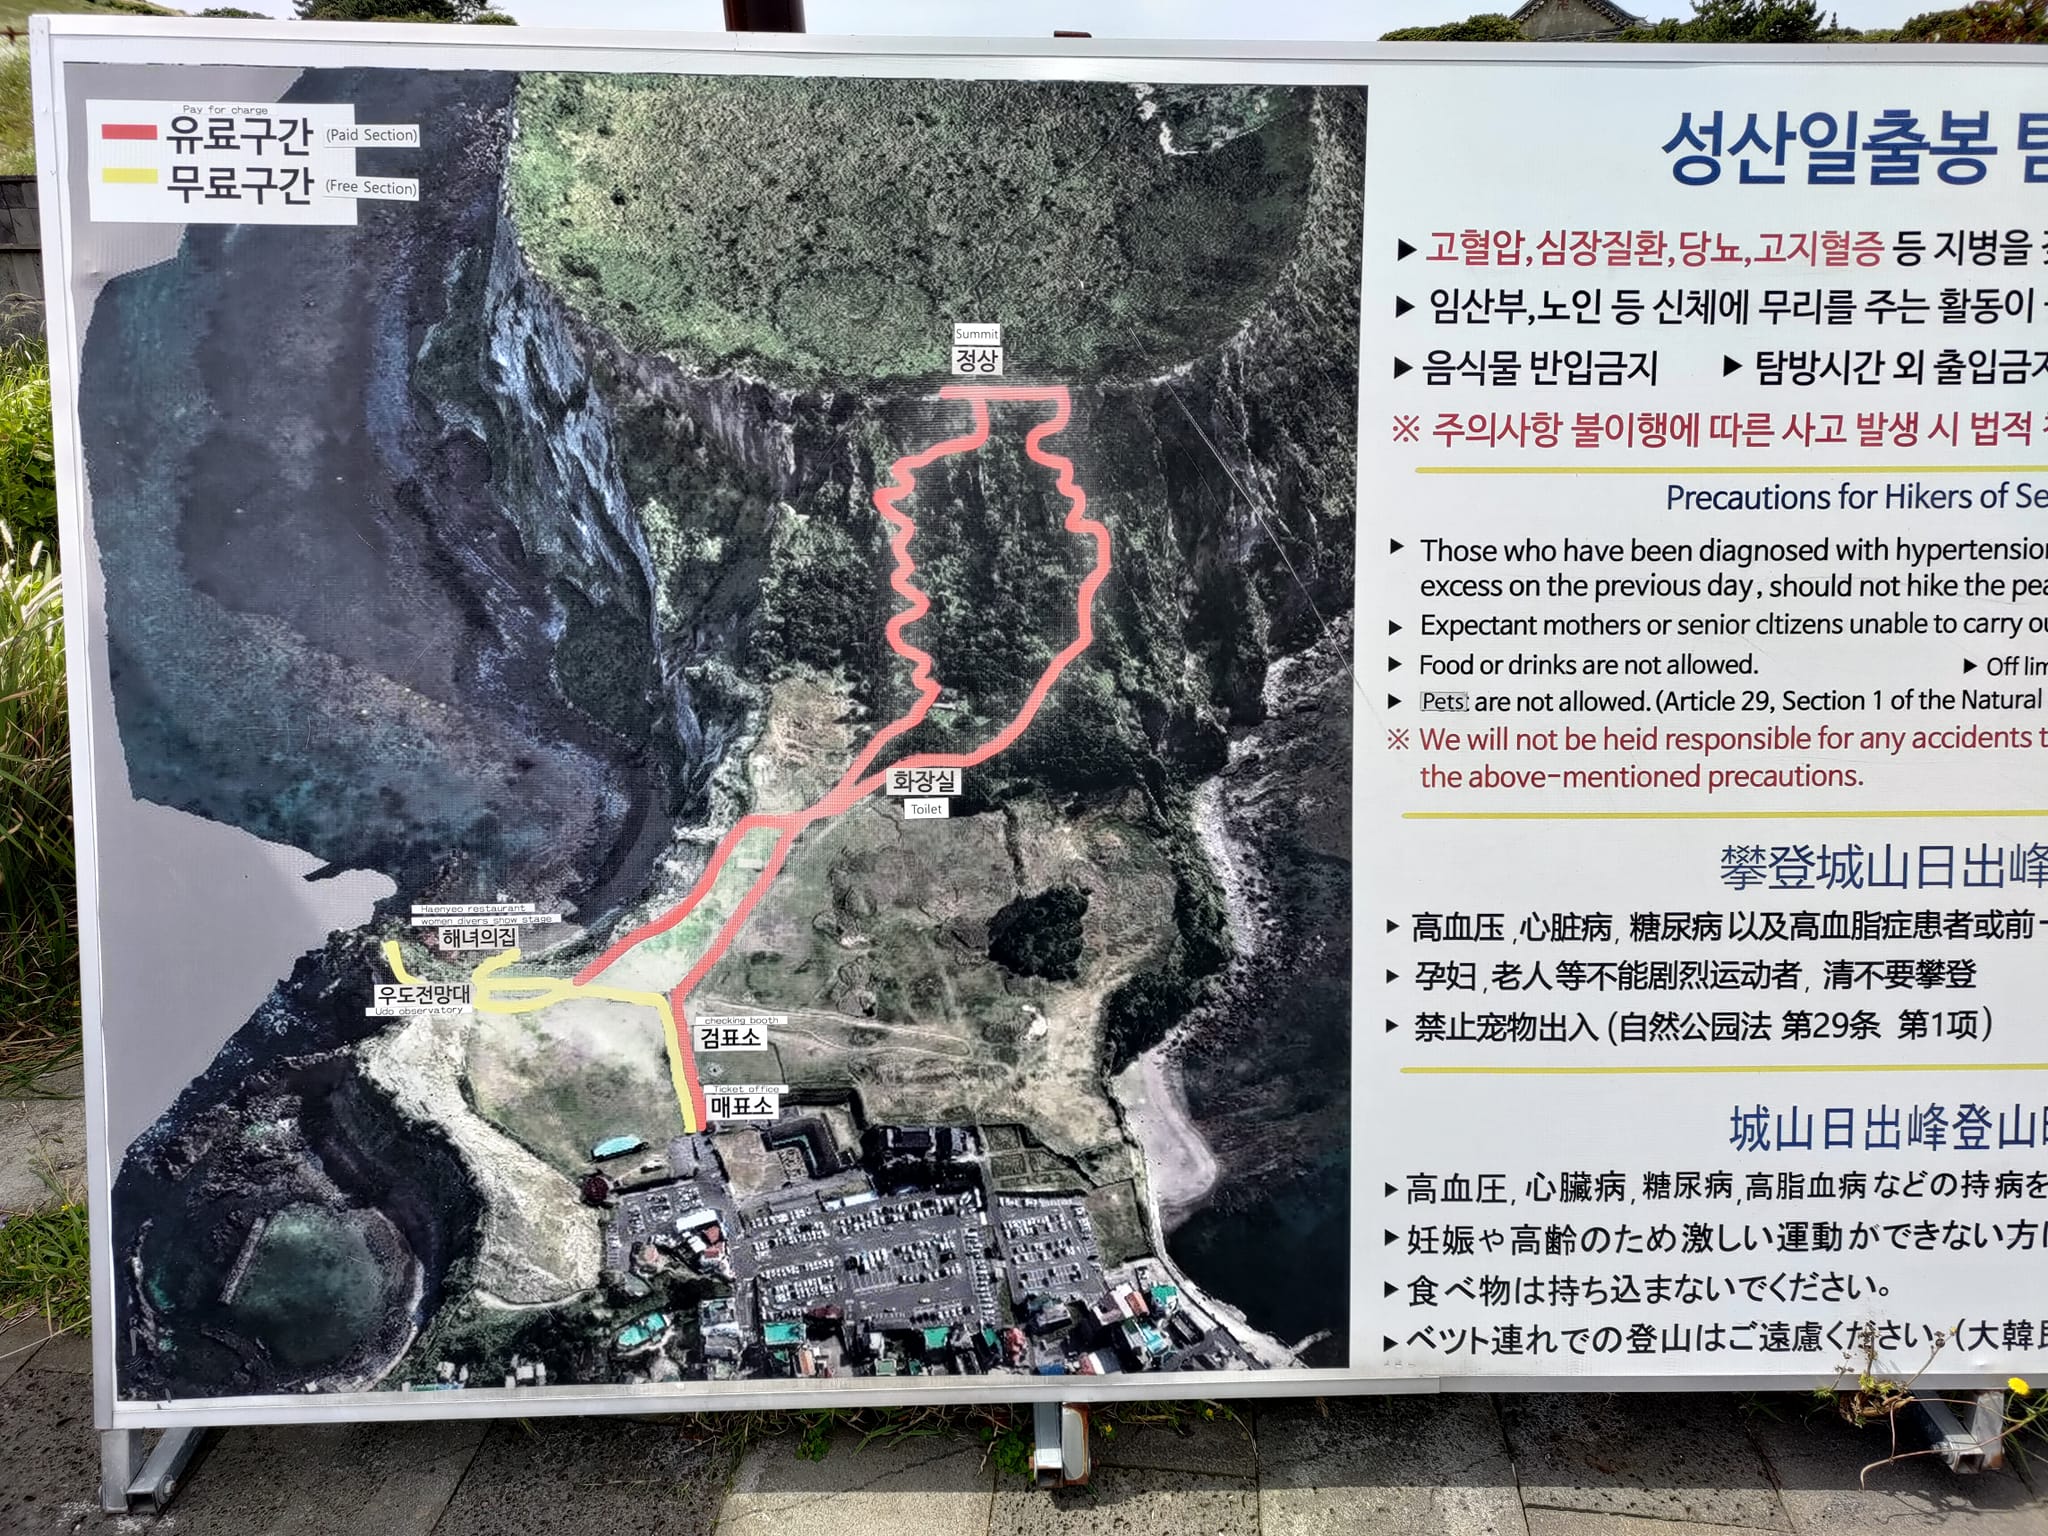 Pay for charge
유료구간 (Paid Section)
무료구간 (Free Section)
Summit
정상
화장실
Toilet
Haenyeo restaurant
women divers show stage
해녀의집
우도전망대
Udo observatory
checking booth
검표소
Ticket office
매표소
성산일출봉
▶ 고혈압,심장질환,당뇨,고지혈증 등 지병을
▶ 임산부,노인 등 신체에 무리를 주는 활동이
▶ 음식물 반입금지 ▶ 탐방시간 외 출입금지
※ 주의사항 불이행에 따른 사고 발생 시 법적
Precautions for Hikers of Se
▶ Those who have been diagnosed with hypertension
excess on the previous day, should not hike the pea
▶ Expectant mothers or senior cltizens unable to carry ou
▶ Food or drinks are not allowed. ▶ Off lim
▶ Pets are not allowed. (Article 29, Section 1 of the Natural
※ We will not be heid responsible for any accidents t
the above-mentioned precautions.
攀登城山日出峰
▶ 高血压, 心脏病, 糖尿病 以及高血脂症患者或前一
▶ 孕妇, 老人等不能剧烈运动者, 清不要攀登
▶ 禁止宠物出入 (自然公园法 第29条 第1项)
城山日出峰登山時
▶ 高血圧, 心臓病, 糖尿病, 高脂血病などの持病を
▶ 妊娠や高齢のため激しい運動ができない方は
▶ 食べ物は持ち込まないでください。
▶ ベツト連れでの登山はご遠慮ください (大韓民